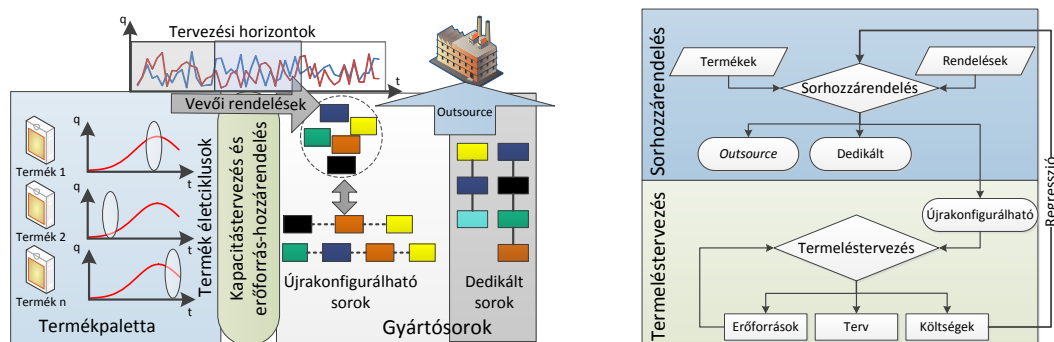 q
Tervezési horizontok
t
Vevői rendelések
Outsource
q
Termék 1
t
q
Termék 2
t
q
Termék n
t
Termék életciklusok
Kapacitástervezés és
erőforrás-hozzárendelés
Újrakonfigurálható
sorok
Dedikált
sorok
Termékpaletta
Gyártósorok
Sorhozzárendelés
Termékek
Rendelések
Sorhozzárendelés
Outsource
Dedikált
Újrakonfigurálható
Regresszió
Termeléstervezés
Termeléstervezés
Erőforrások
Terv
Költségek